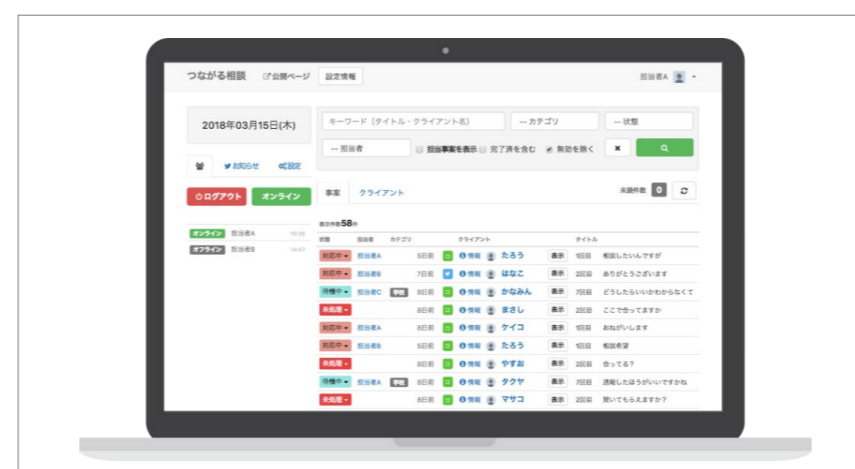 つながる相談 公開ページ 設定情報 担当者A
2018年03月15日(木) キーワード（タイトル・クライアント名） -- カテゴリ -- 状態
-- 担当者 担当事案を表示 完了済を含む 無効を除く ×
お知らせ 設定
ログアウト オンライン 事案 クライアント 未読件数 0
表示件数58件
オンライン 担当者A
オフライン 担当者B
状態 担当者 カテゴリ クライアント タイトル
対応中 担当者A 5日前 情報 たろう 表示 1回目 相談したいんですが
対応中 担当者B 7日前 情報 はなこ 表示 2回目 ありがとうございます
待機中 担当者C 学校 8日前 情報 かなみん 表示 7回目 どうしたらいいかわからなくて
未処理 8日前 情報 まさし 表示 2回目 ここで合ってますか
対応中 担当者A 8日前 情報 ケイコ 表示 1回目 おねがいします
対応中 担当者B 5日前 情報 たろう 表示 1回目 相談希望
未処理 8日前 情報 やすお 表示 2回目 合ってる?
待機中 担当者A 学校 8日前 情報 タクヤ 表示 7回目 通報したほうがいいですかね
未処理 8日前 情報 マサコ 表示 2回目 聞いてもらえますか?